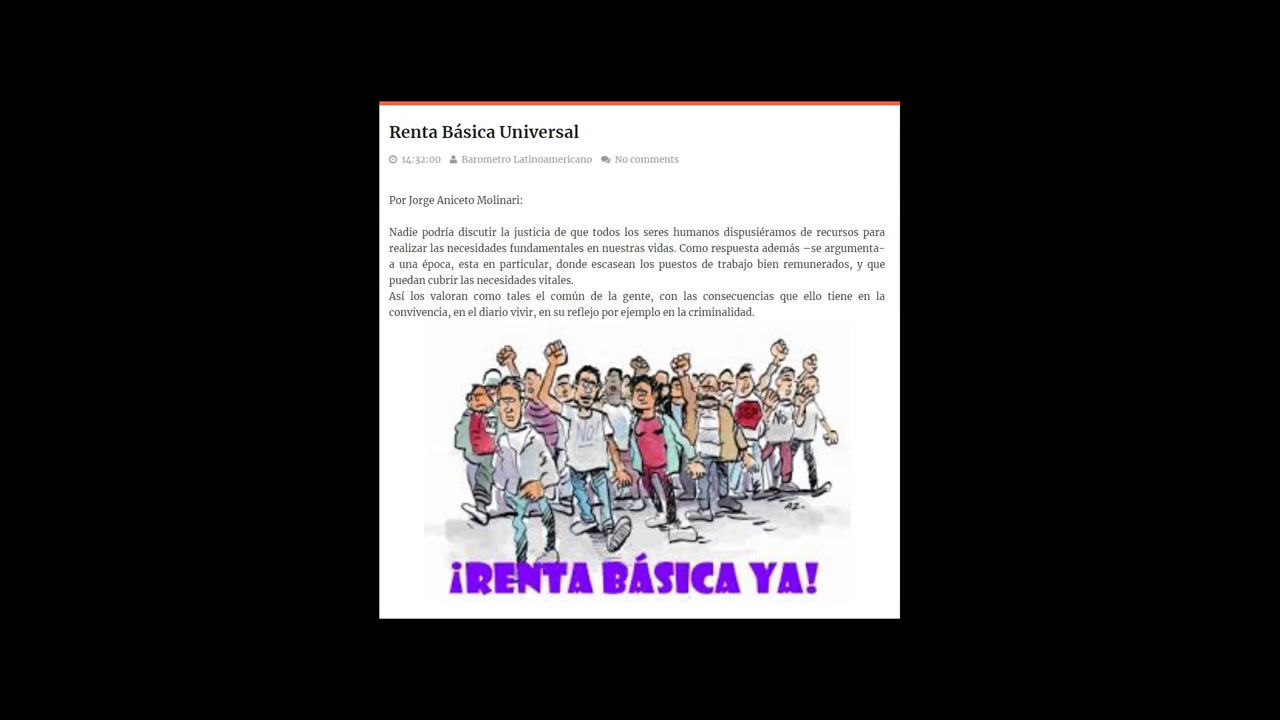 Renta Básica Universal
14:32:00 Barometro Latinoamericano No comments
Por Jorge Aniceto Molinari:
Nadie podría discutir la justicia de que todos los seres humanos dispusiéramos de recursos para
realizar las necesidades fundamentales en nuestras vidas. Como respuesta además –se argumenta-
a una época, esta en particular, donde escasean los puestos de trabajo bien remunerados, y que
puedan cubrir las necesidades vitales.
Así los valoran como tales el común de la gente, con las consecuencias que ello tiene en la
convivencia, en el diario vivir, en su reflejo por ejemplo en la criminalidad.
NO!
NO
¡RENTA BÁSICA YA!